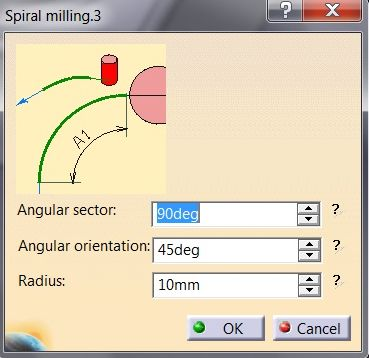 Spiral milling.3
? X
A1
Angular sector: 90deg ?
Angular orientation: 45deg ?
Radius: 10mm ?
OK Cancel